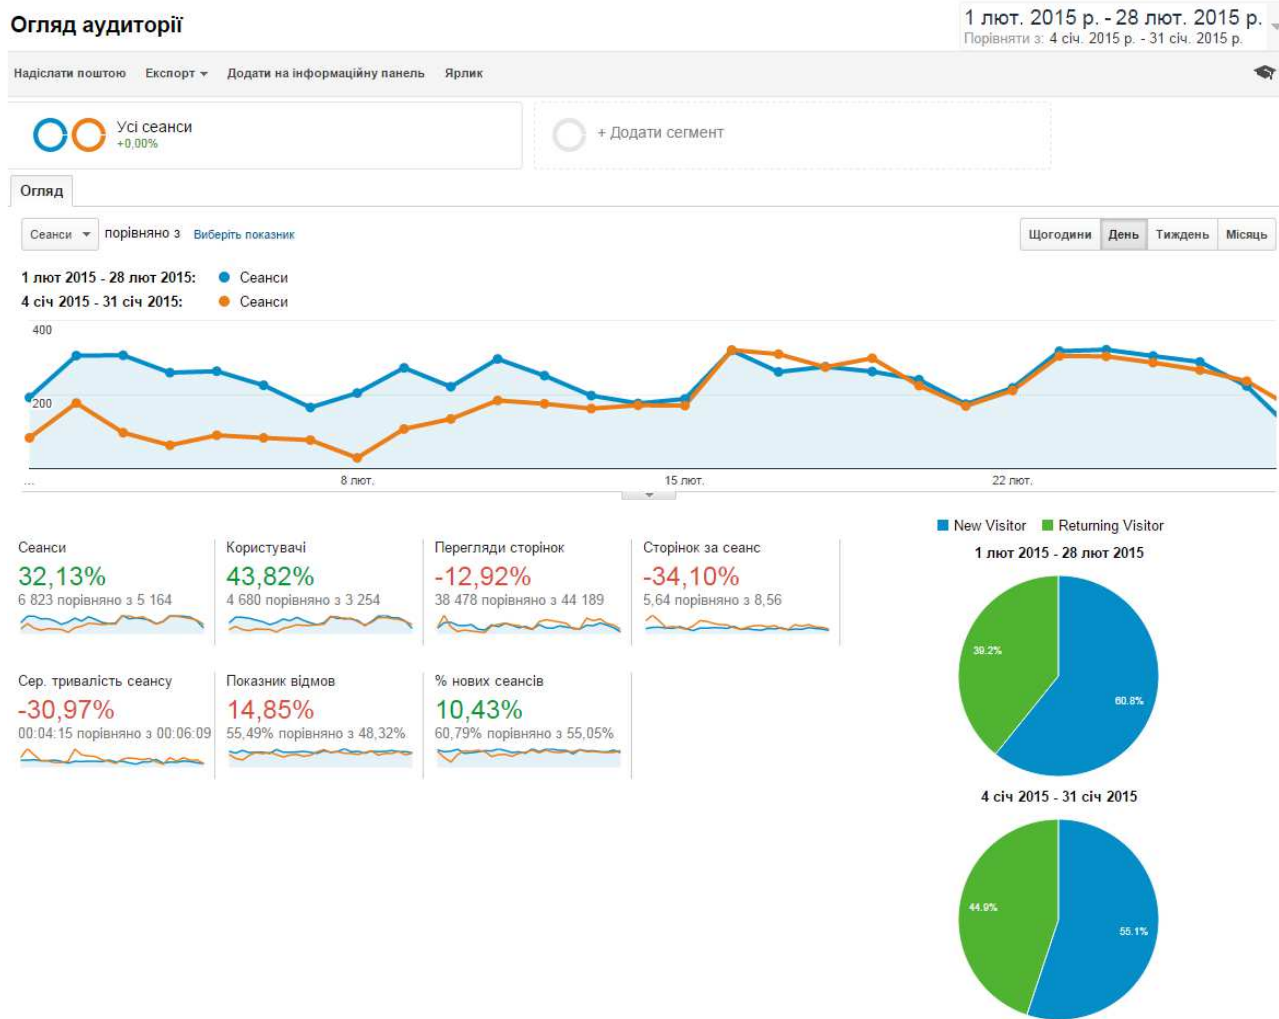 Огляд аудиторії
1 лют. 2015 р. - 28 лют. 2015 р.
Порівняти з: 4 січ. 2015 р. - 31 січ. 2015 р.
Надіслати поштою Експорт Додати на інформаційну панель Ярлик
Усі сеанси
+0,00%
+ Додати сегмент
Огляд
Сеанси порівняно з Виберіть показник
Щогодини День Тиждень Місяць
1 лют 2015 - 28 лют 2015: Сеанси
4 січ 2015 - 31 січ 2015: Сеанси
400
200
... 8 лют. 15 лют. 22 лют.
New Visitor Returning Visitor
1 лют 2015 - 28 лют 2015
39.2%
60.8%
4 січ 2015 - 31 січ 2015
44.9%
55.1%
Сеанси
32,13%
6 823 порівняно з 5 164
Користувачі
43,82%
4 680 порівняно з 3 254
Перегляди сторінок
-12,92%
38 478 порівняно з 44 189
Сторінок за сеанс
-34,10%
5,64 порівняно з 8,56
Сер. тривалість сеансу
-30,97%
00:04:15 порівняно з 00:06:09
Показник відмов
14,85%
55,49% порівняно з 48,32%
% нових сеансів
10,43%
60,79% порівняно з 55,05%